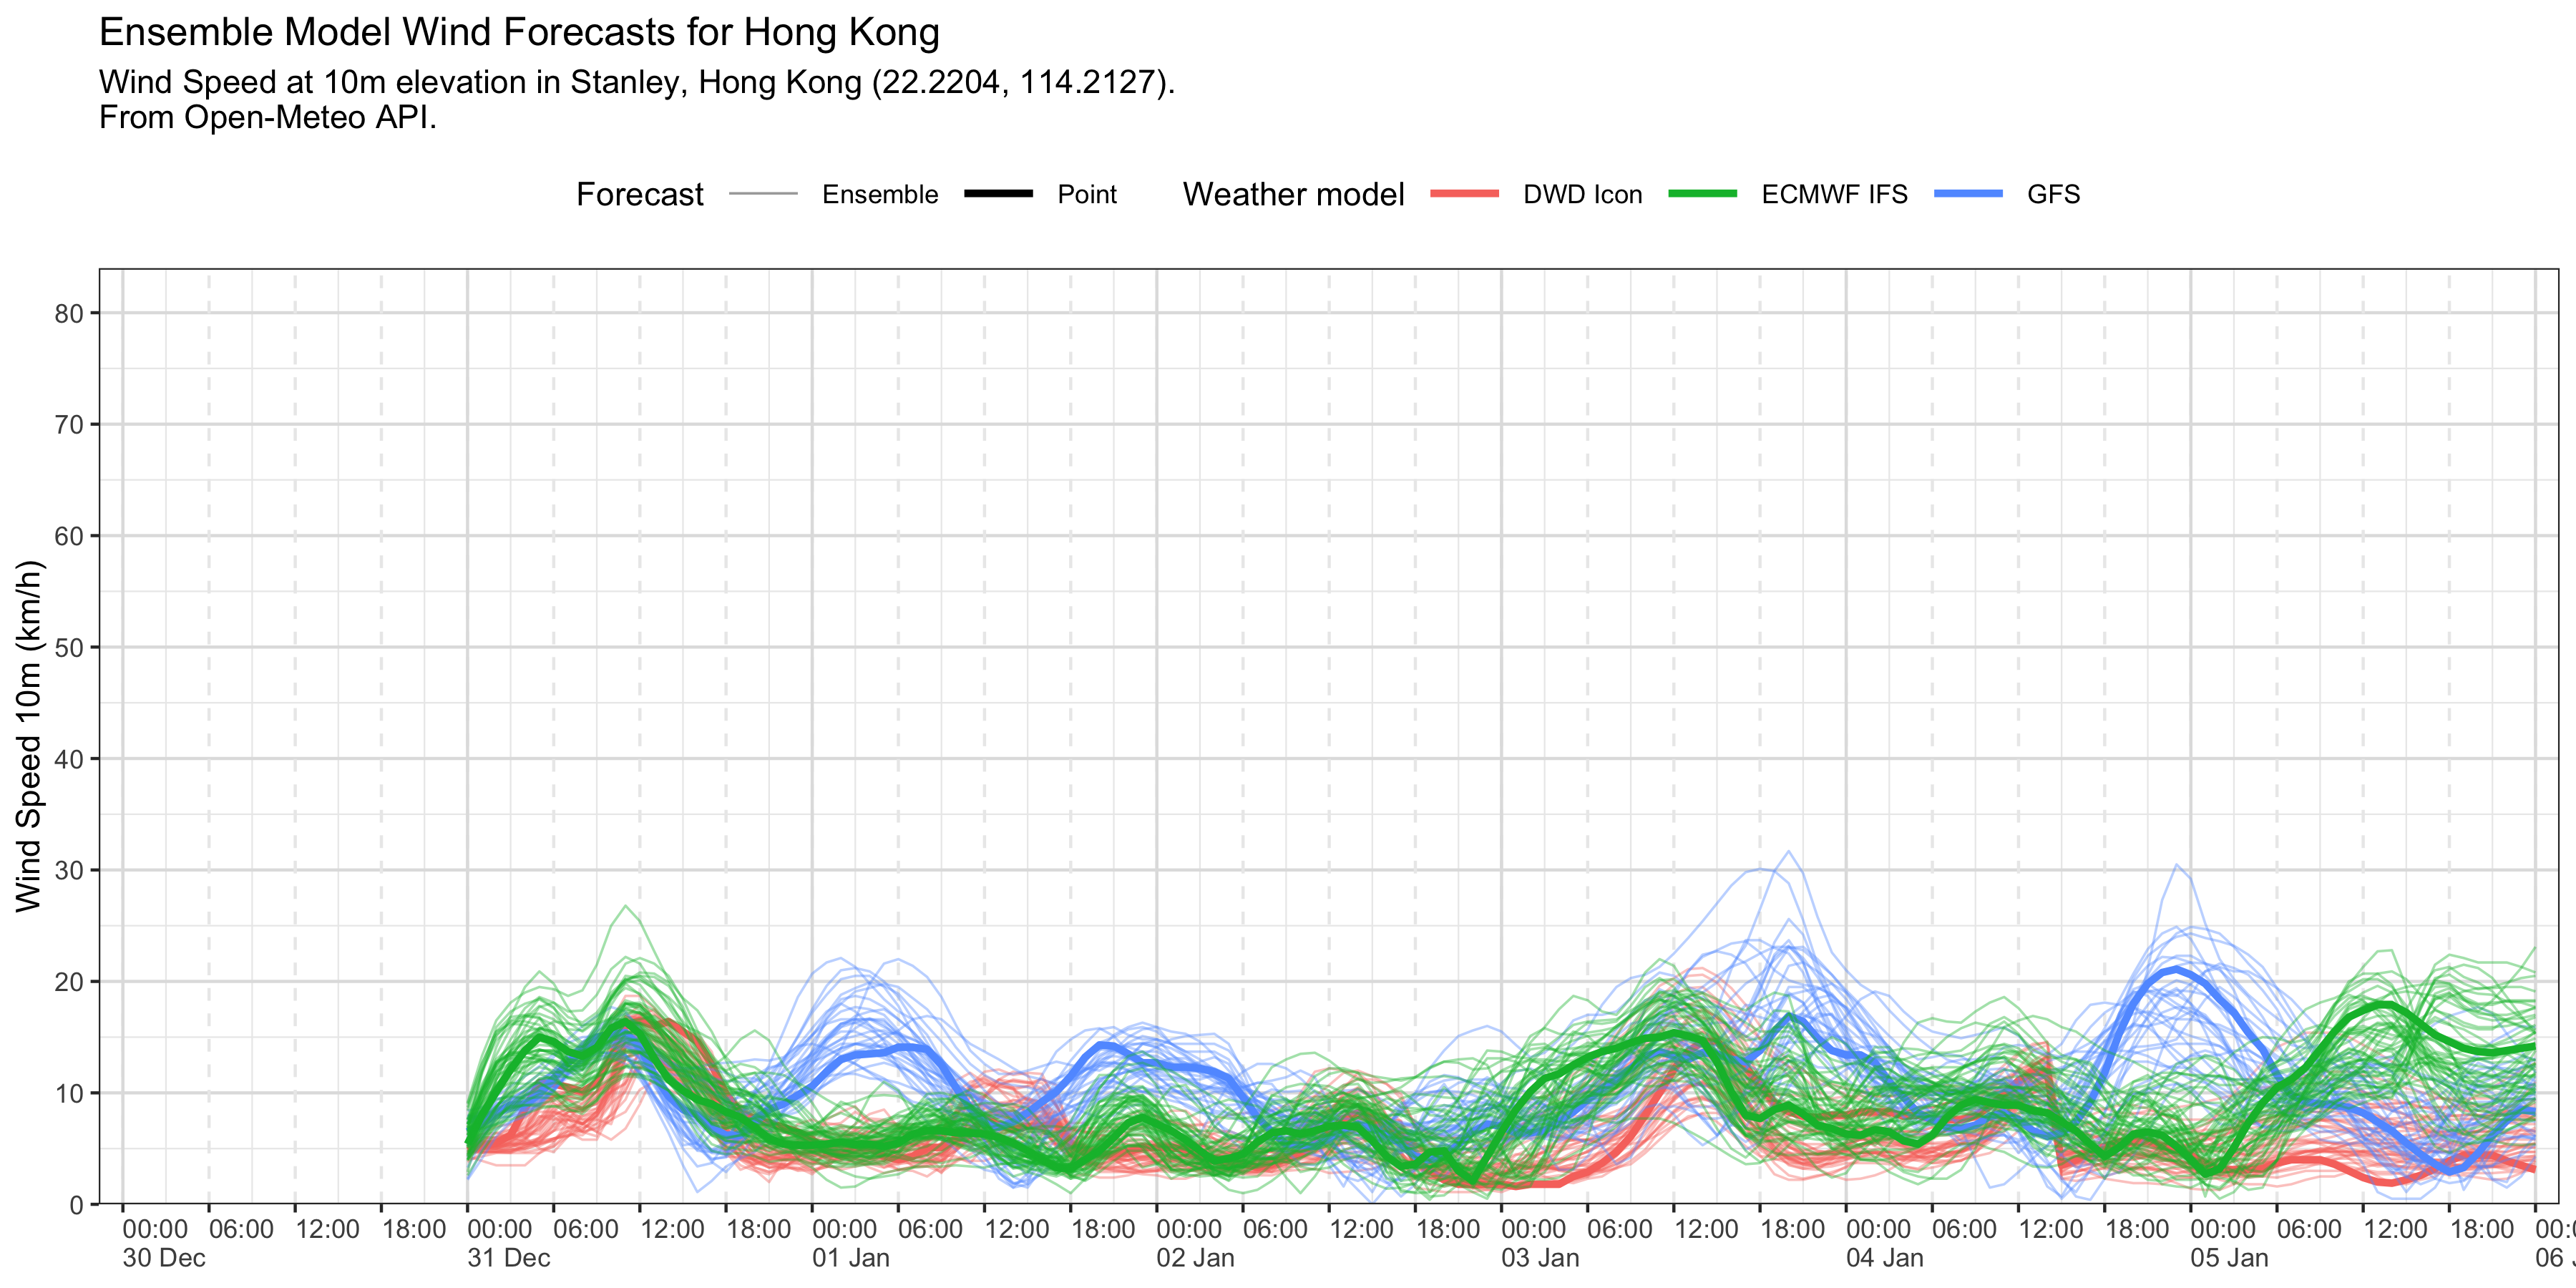 Ensemble Model Wind Forecasts for Hong Kong
Wind Speed at 10m elevation in Stanley, Hong Kong (22.2204, 114.2127).
From Open-Meteo API.
Forecast Ensemble Point Weather model DWD Icon ECMWF IFS GFS
Wind Speed 10m (km/h)
80
70
60
50
40
30
20
10
0
00:00 06:00 12:00 18:00 00:00 06:00 12:00 18:00 00:00 06:00 12:00 18:00 00:00 06:00 12:00 18:00 00:00 06:00 12:00 18:00 00:00 06:00 12:00 18:00 00:00 06:00 12:00 18:00 00:0
30 Dec 31 Dec 01 Jan 02 Jan 03 Jan 04 Jan 05 Jan 06